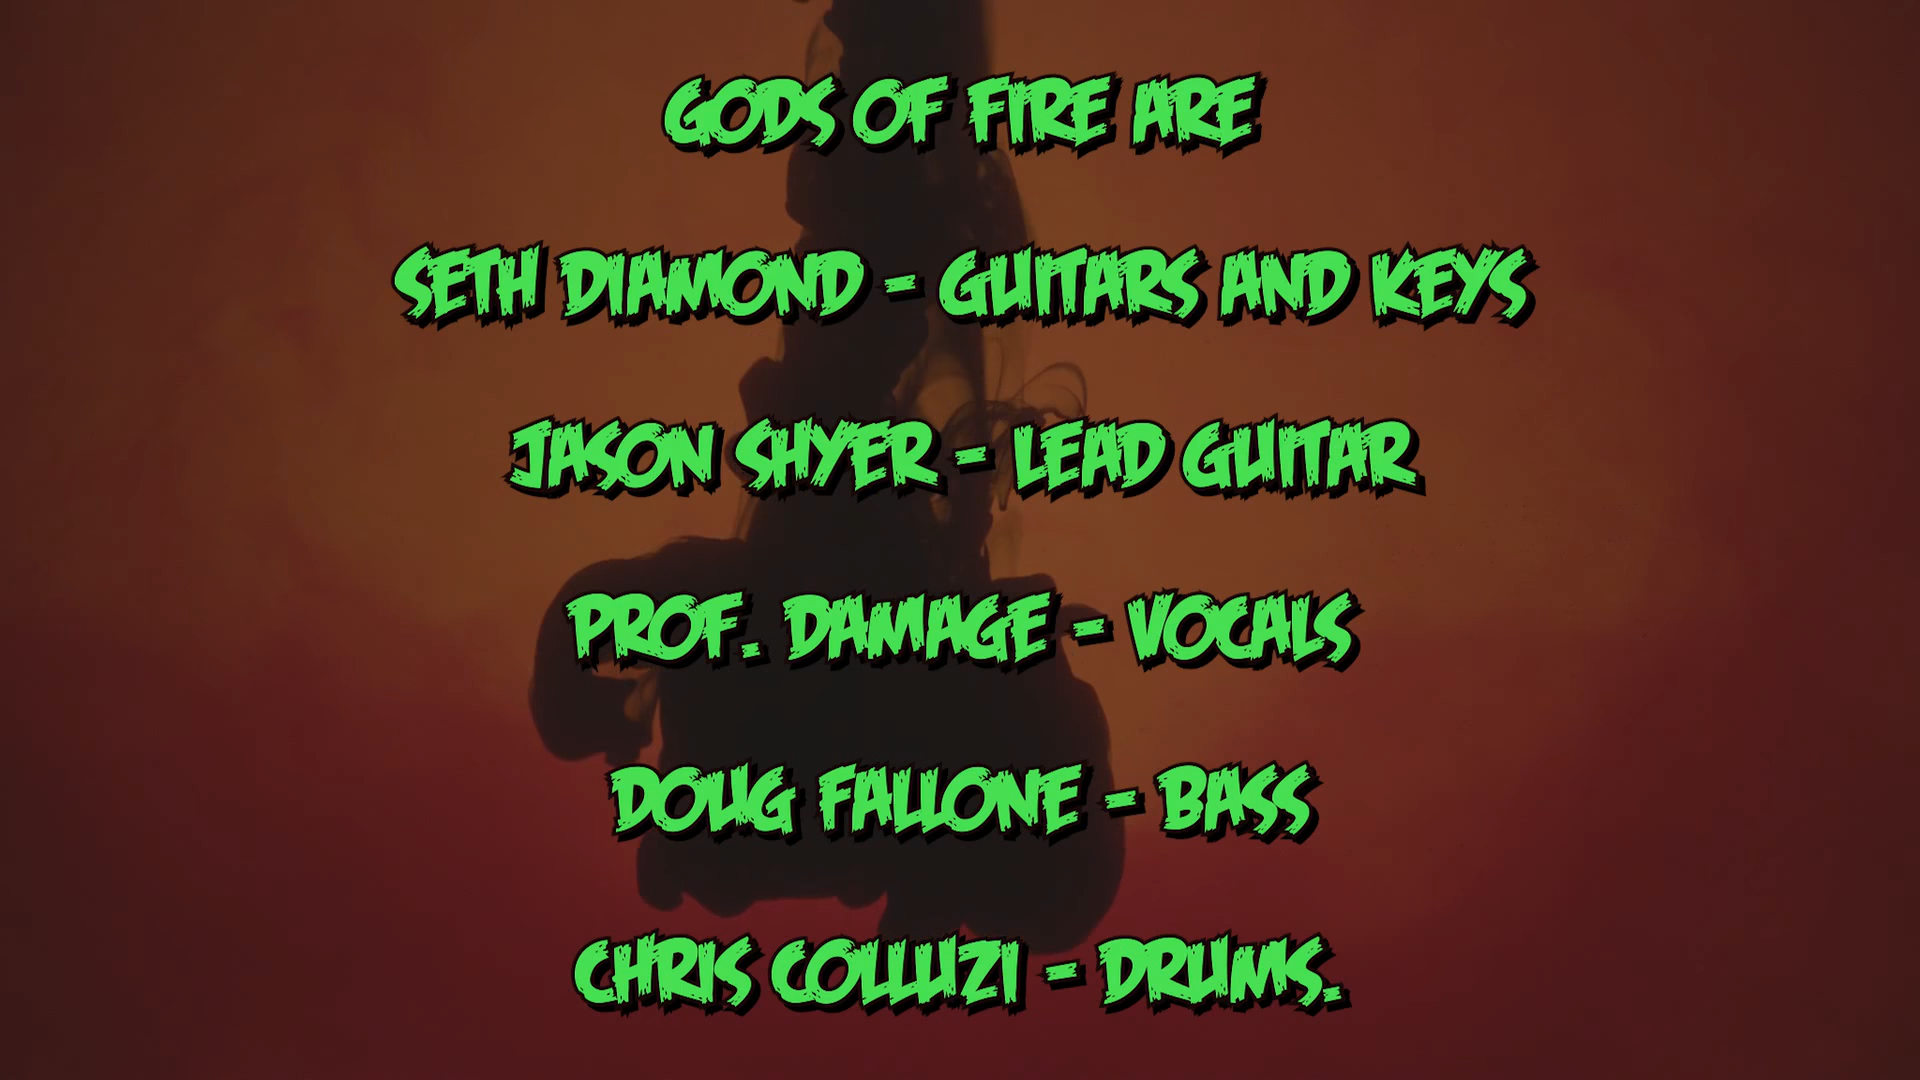 GODS OF FIRE ARE
SETH DIAMOND - GUITARS AND KEYS
JASON SHYER - LEAD GUITAR
PROF. DAMAGE - VOCALS
DOUG FALLONE - BASS
CHRIS COLLUZI - DRUMS.